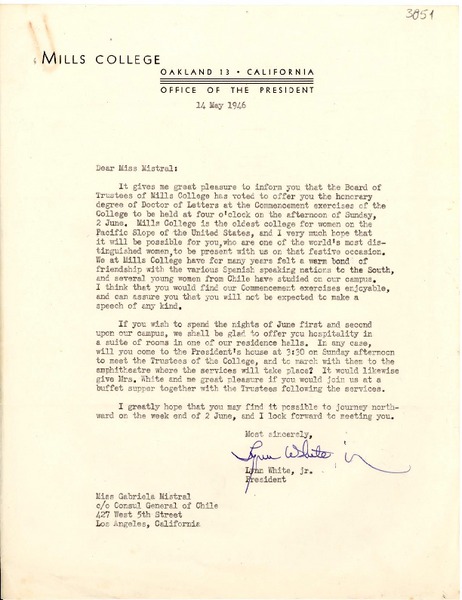 3851
MILLS COLLEGE
OAKLAND 13 • CALIFORNIA
OFFICE OF THE PRESIDENT
14 May 1946
Dear Miss Mistral:
It gives me great pleasure to inform you that the Board of
Trustees of Mills College has voted to offer you the honorary
degree of Doctor of Letters at the Commencement exercises of the
College to be held at four o'clock on the afternoon of Sunday,
2 June. Mills College is the oldest college for women on the
Pacific Slope of the United States, and I very much hope that
it will be possible for you, who are one of the world's most dis-
tinguished women, to be present with us on that festive occasion.
We at Mills College have for many years felt a warm bond of
friendship with the various Spanish speaking nations to the South,
and several young women from Chile have studied on our campus.
I think that you would find our Commencement exercises enjoyable,
and can assure you that you will not be expected to make a
speech of any kind.
If you wish to spend the nights of June first and second
upon our campus, we shall be glad to offer you hospitality
in a suite of rooms in one of our residence halls. In any case,
will you come to the President's house at 3:30 on Sunday afternoon
to meet the Trustees of the College, and to march with them to the
amphitheatre where the services will take place? It would likewise
give Mrs. White and me great pleasure if you would join us at a
buffet supper together with the Trustees following the services.
I greatly hope that you may find it possible to journey north-
ward on the week end of 2 June, and I look forward to meeting you.
Most sincerely,
Lynn White jr
Lynn White, jr.
President
Miss Gabriela Mistral
c/o Consul General of Chile
427 West 5th Street
Los Angeles, California